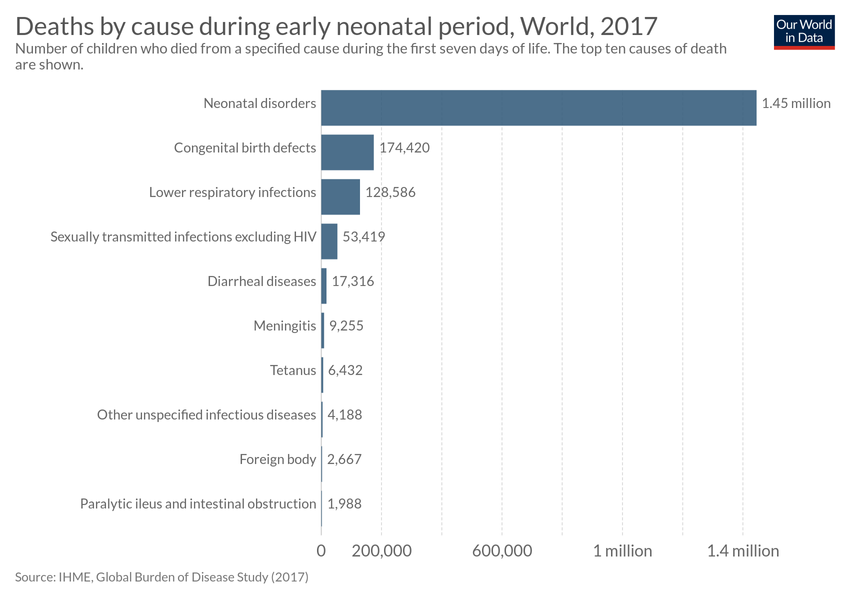 Deaths by cause during early neonatal period, World, 2017
Our World
in Data
Number of children who died from a specified cause during the first seven days of life. The top ten causes of death
are shown.
Neonatal disorders 1.45 million
Congenital birth defects 174,420
Lower respiratory infections 128,586
Sexually transmitted infections excluding HIV 53,419
Diarrheal diseases 17,316
Meningitis 9,255
Tetanus 6,432
Other unspecified infectious diseases 4,188
Foreign body 2,667
Paralytic ileus and intestinal obstruction 1,988
0 200,000 600,000 1 million 1.4 million
Source: IHME, Global Burden of Disease Study (2017)